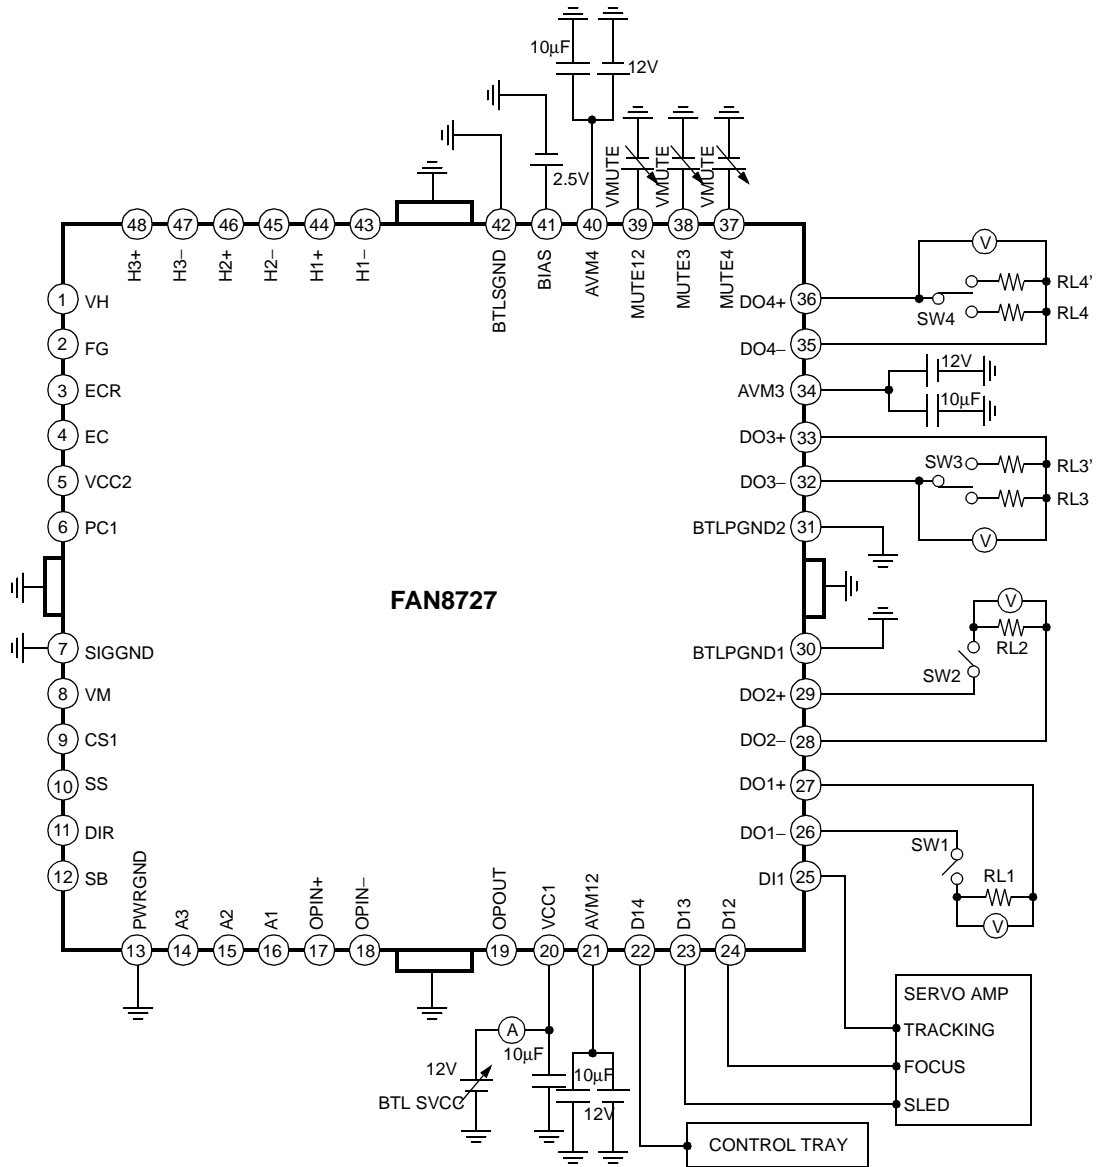 10µF
12V
2.5V
VMUTE
VMUTE
VMUTE
48
47
46
45
44
43
42
41
40
39
38
37
H3+
H3−
H2+
H2−
H1+
H1−
BTLSGND
BIAS
AVM4
MUTE12
MUTE3
MUTE4
1 VH
2 FG
3 ECR
4 EC
5 VCC2
6 PC1
7 SIGGND
8 VM
9 CS1
10 SS
11 DIR
12 SB
FAN8727
DO4+ 36
DO4− 35
AVM3 34
DO3+ 33
DO3− 32
BTLPGND2 31
BTLPGND1 30
DO2+ 29
DO2− 28
DO1+ 27
DO1− 26
DI1 25
V
RL4'
SW4
RL4
12V
10µF
SW3
RL3'
RL3
V
V
RL2
SW2
SW1
RL1
V
PWRGND
A3
A2
A1
OPIN+
OPIN−
OPOUT
VCC1
AVM12
D14
D13
D12
13
14
15
16
17
18
19
20
21
22
23
24
A
10µF
12V
BTL SVCC
10µF
12V
SERVO AMP
TRACKING
FOCUS
SLED
CONTROL TRAY